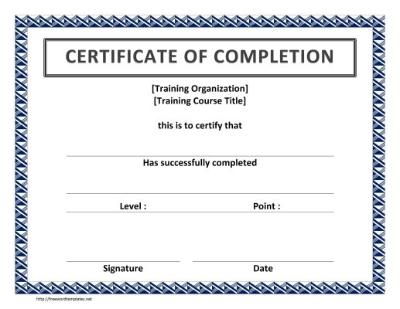 CERTIFICATE OF COMPLETION
[Training Organization]
[Training Course Title]
this is to certify that
Has successfully completed
Level : Point :
Signature Date
http://freewordtemplates.net